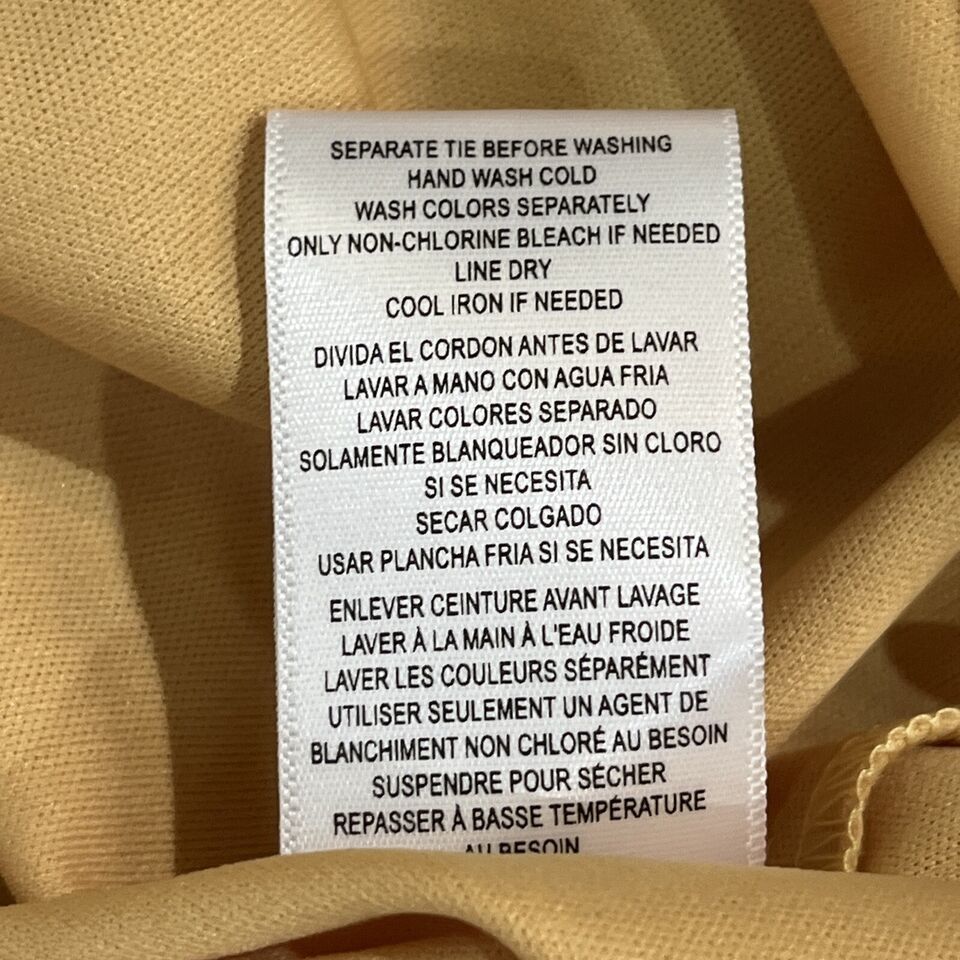 SEPARATE TIE BEFORE WASHING
HAND WASH COLD
WASH COLORS SEPARATELY
ONLY NON-CHLORINE BLEACH IF NEEDED
LINE DRY
COOL IRON IF NEEDED
DIVIDA EL CORDON ANTES DE LAVAR
LAVAR A MANO CON AGUA FRIA
LAVAR COLORES SEPARADO
SOLAMENTE BLANQUEADOR SIN CLORO
SI SE NECESITA
SECAR COLGADO
USAR PLANCHA FRIA SI SE NECESITA
ENLEVER CEINTURE AVANT LAVAGE
LAVER À LA MAIN À L'EAU FROIDE
LAVER LES COULEURS SÉPARÉMENT
UTILISER SEULEMENT UN AGENT DE
BLANCHIMENT NON CHLORÉ AU BESOIN
SUSPENDRE POUR SÉCHER
REPASSER À BASSE TEMPÉRATURE
AU BESOIN